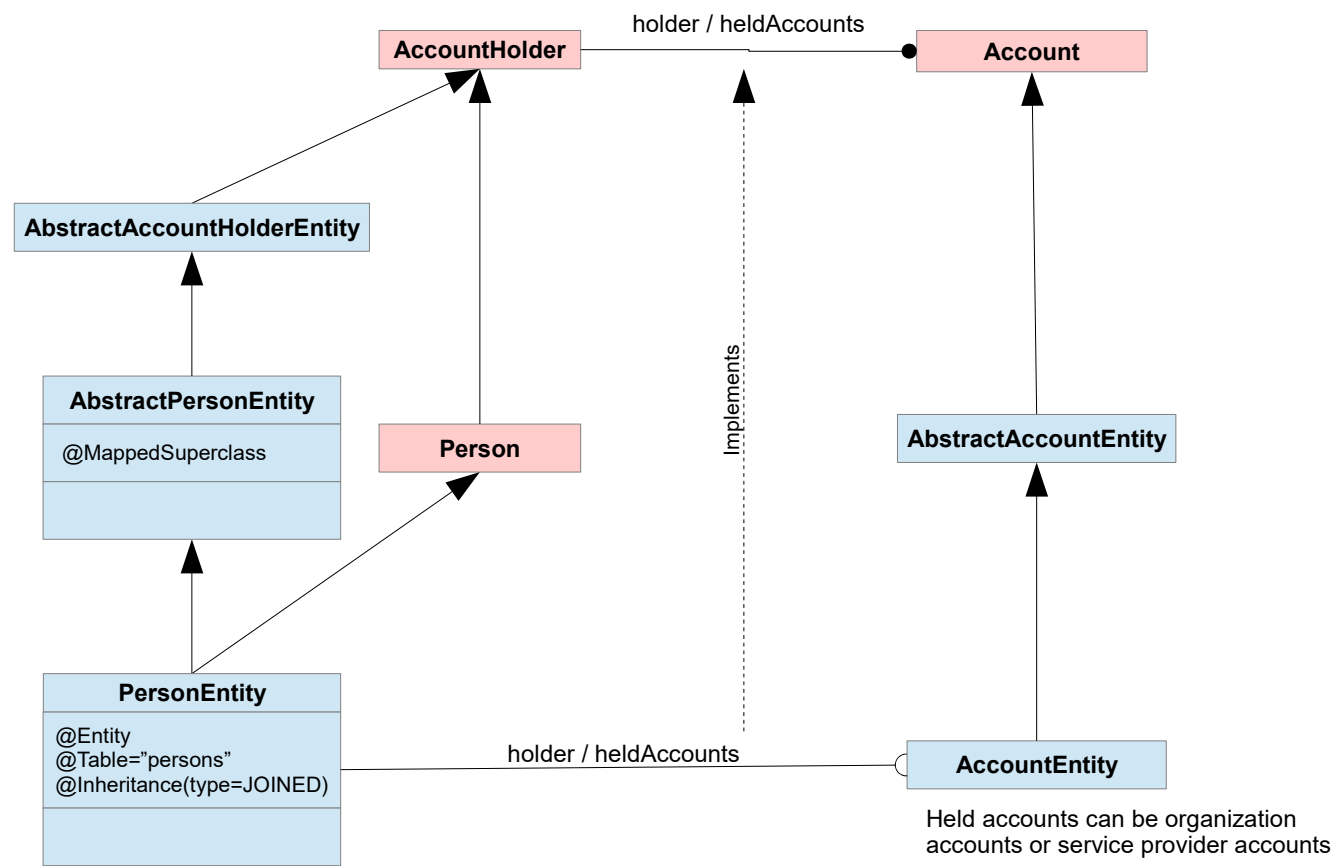 holder / heldAccounts
AccountHolder
Account
AbstractAccountHolderEntity
Implements
AbstractPersonEntity
@MappedSuperclass
Person
AbstractAccountEntity
PersonEntity
@Entity
@Table=”persons”
@Inheritance(type=JOINED)
holder / heldAccounts
AccountEntity
Held accounts can be organization
accounts or service provider accounts